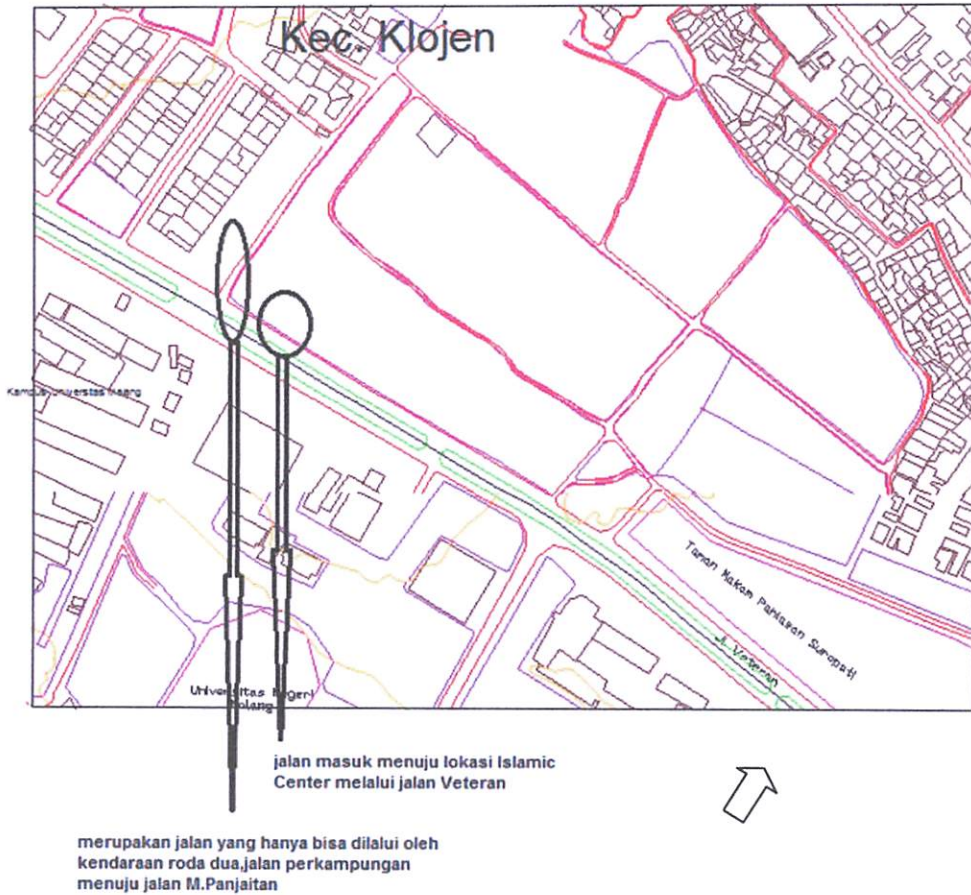 Kec. Klojen
Kampus Universitas Malang
Taman Makam Pahlawan Suropati
Jl. Veteran
Universitas Negeri
Malang
jalan masuk menuju lokasi Islamic
Center melalui jalan Veteran
merupakan jalan yang hanya bisa dilalui oleh
kendaraan roda dua,jalan perkampungan
menuju jalan M.Panjaitan